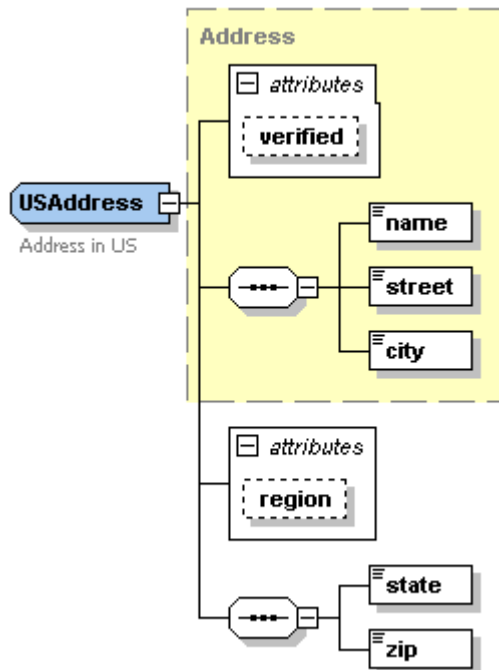 Address
attributes
verified
USAddress
Address in US
name
street
city
attributes
region
state
zip